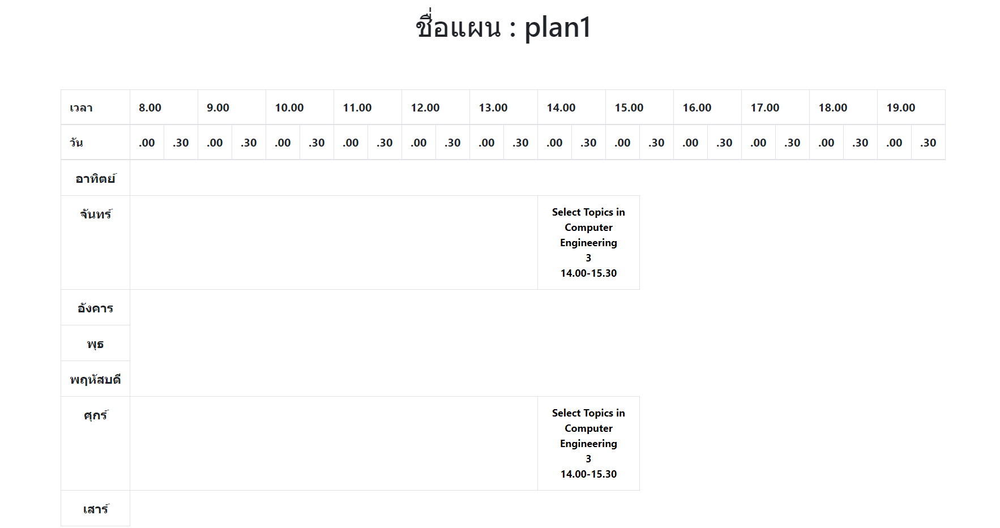 ชื่อแผน : plan1
เวลา 8.00 9.00 10.00 11.00 12.00 13.00 14.00 15.00 16.00 17.00 18.00 19.00
วัน .00 .30 .00 .30 .00 .30 .00 .30 .00 .30 .00 .30 .00 .30 .00 .30 .00 .30 .00 .30 .00 .30 .00 .30
อาทิตย์
จันทร์
Select Topics in
Computer
Engineering
3
14.00-15.30
อังคาร
พุธ
พฤหัสบดี
ศุกร์
Select Topics in
Computer
Engineering
3
14.00-15.30
เสาร์